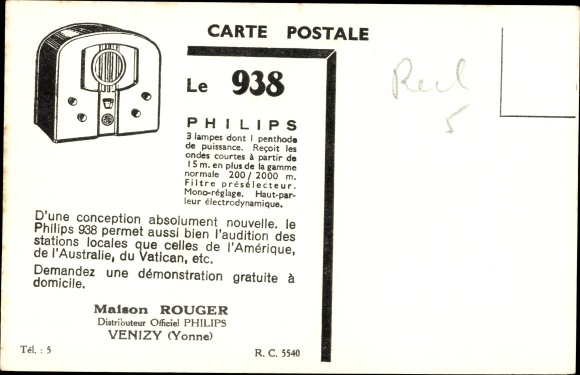 CARTE POSTALE
Le 938
PHILIPS
3 lampes dont 1 penthode
de puissance. Reçoit les
ondes courtes à partir de
15 m. en plus de la gamme
normale 200/2000 m.
Filtre présélecteur.
Mono-réglage. Haut-par-
leur électrodynamique.
D'une conception absolument nouvelle, le
Philips 938 permet aussi bien l'audition des
stations locales que celles de l'Amérique,
de l'Australie, du Vatican, etc.
Demandez une démonstration gratuite à
domicile.
Maison ROUGER
Distributeur Officiel PHILIPS
VENIZY (Yonne)
Tél. : 5
R. C. 5540
5